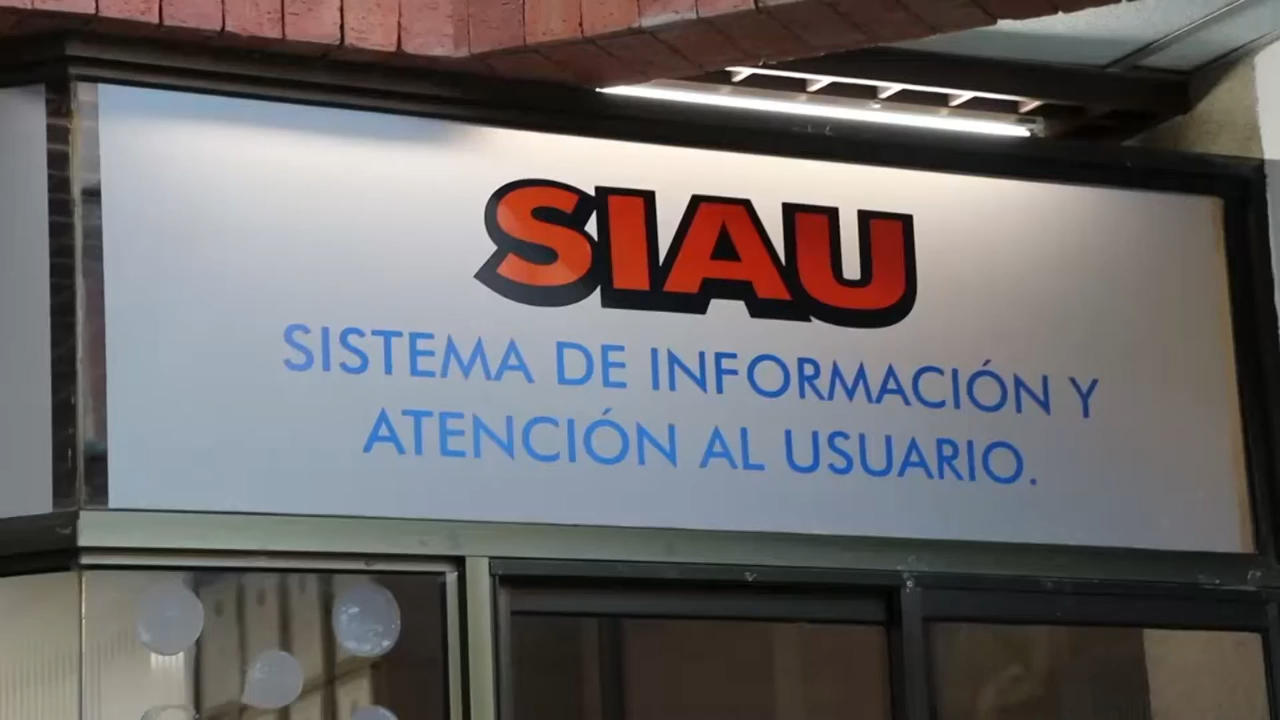 SIAU
SISTEMA DE INFORMACIÓN Y
ATENCIÓN AL USUARIO.